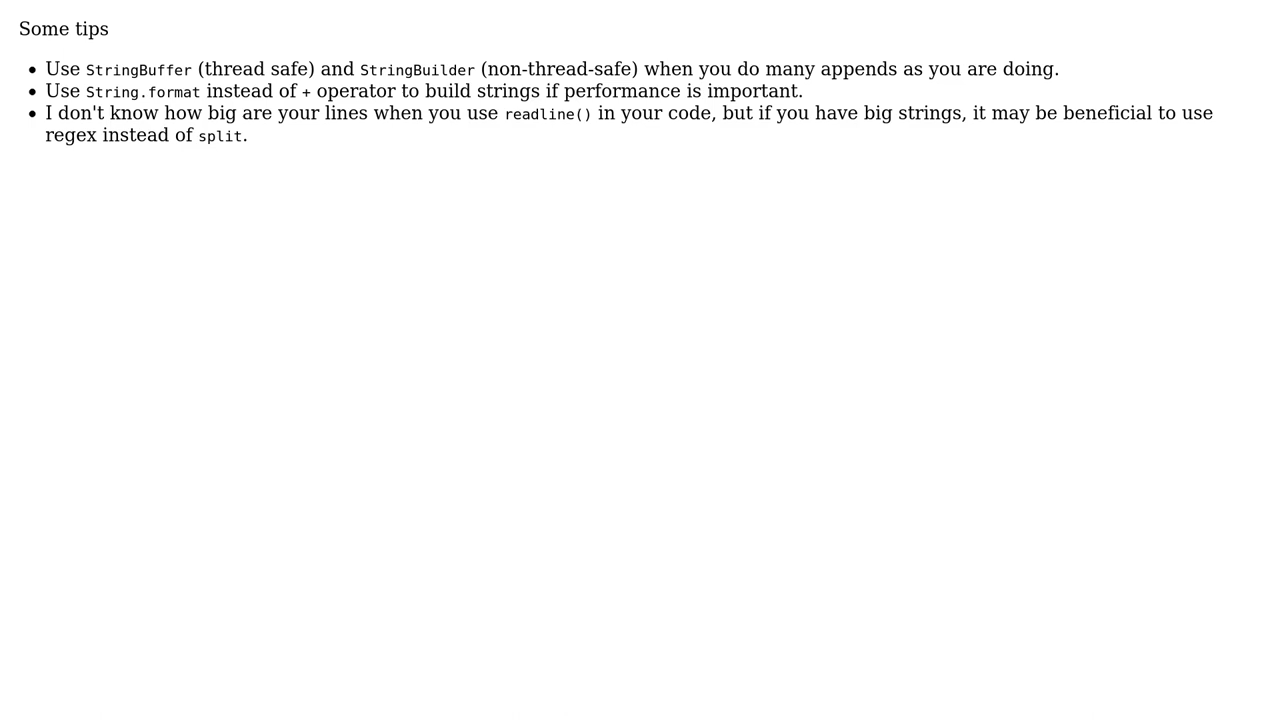 Some tips
• Use StringBuffer (thread safe) and StringBuilder (non-thread-safe) when you do many appends as you are doing.
• Use String.format instead of + operator to build strings if performance is important.
• I don't know how big are your lines when you use readline() in your code, but if you have big strings, it may be beneficial to use
regex instead of split.